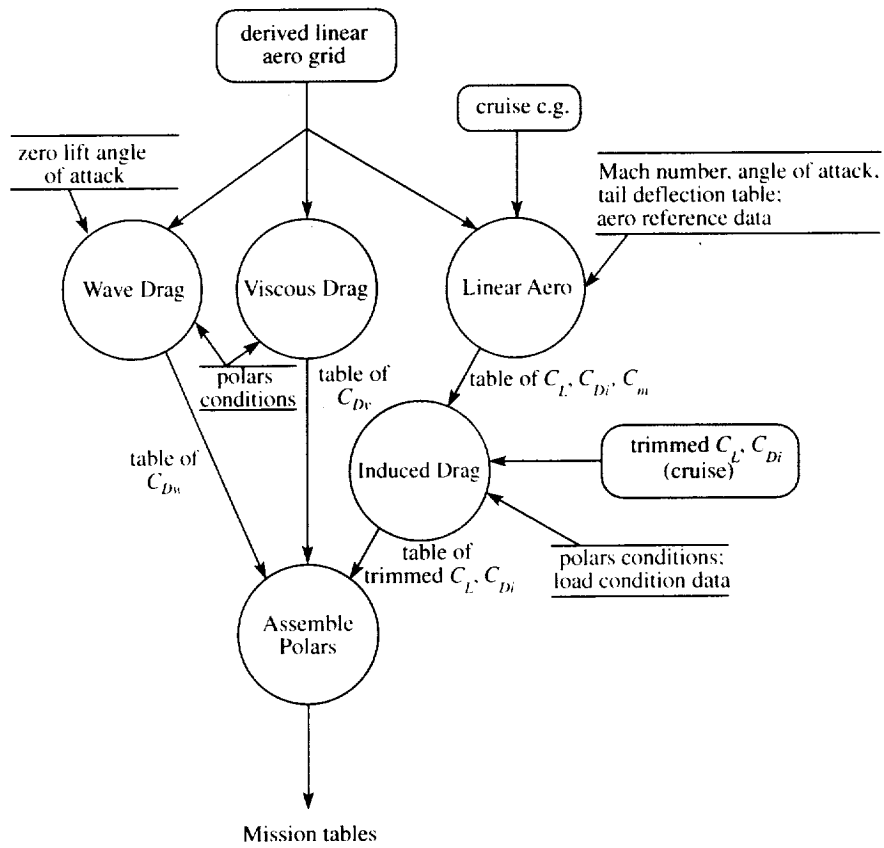 derived linear
aero grid
cruise c.g.
zero lift angle
of attack
Mach number, angle of attack,
tail deflection table;
aero reference data
Wave Drag
Viscous Drag
Linear Aero
polars
conditions
table of
C_Dv
table of C_L, C_Di, C_m
table of
C_Dw
Induced Drag
trimmed C_L, C_Di
(cruise)
table of
trimmed C_L, C_Di
polars conditions;
load condition data
Assemble
Polars
Mission tables